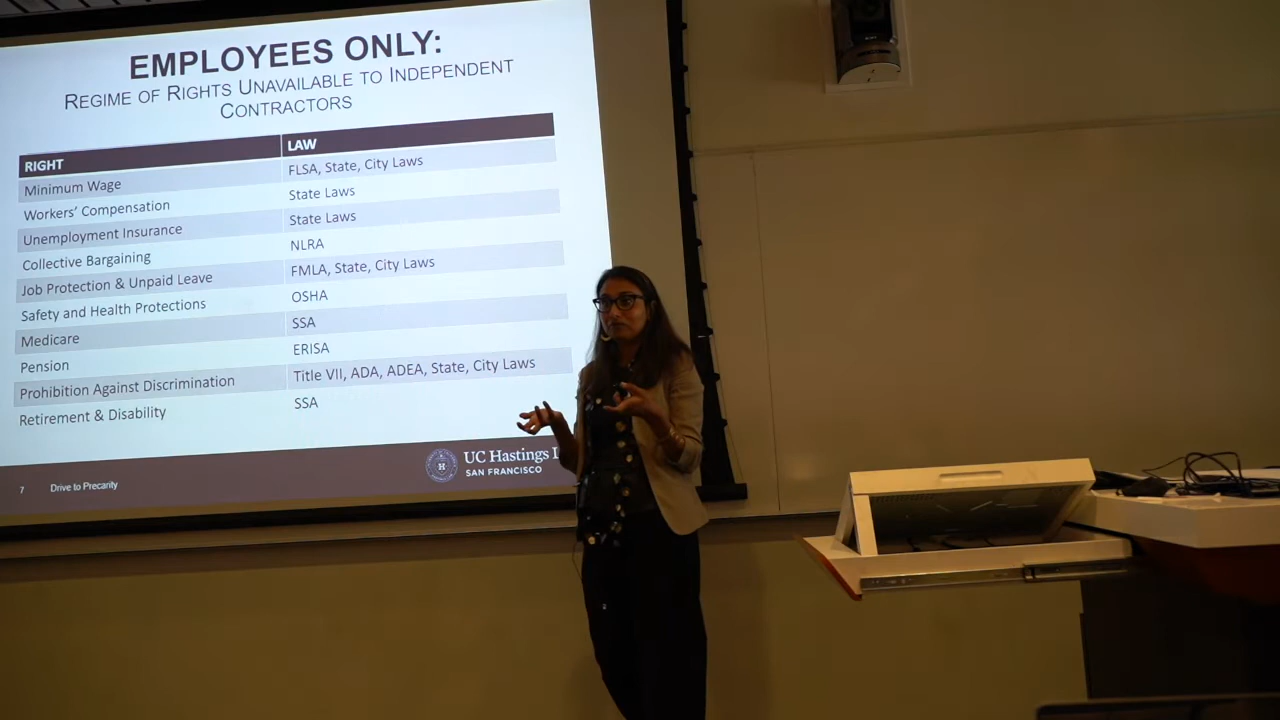 EMPLOYEES ONLY:
REGIME OF RIGHTS UNAVAILABLE TO INDEPENDENT
CONTRACTORS
RIGHT LAW
Minimum Wage FLSA, State, City Laws
Workers' Compensation State Laws
Unemployment Insurance State Laws
Collective Bargaining NLRA
Job Protection & Unpaid Leave FMLA, State, City Laws
Safety and Health Protections OSHA
Medicare SSA
Pension ERISA
Prohibition Against Discrimination Title VII, ADA, ADEA, State, City Laws
Retirement & Disability SSA
UC Hastings
SAN FRANCISCO
7 Drive to Precarity